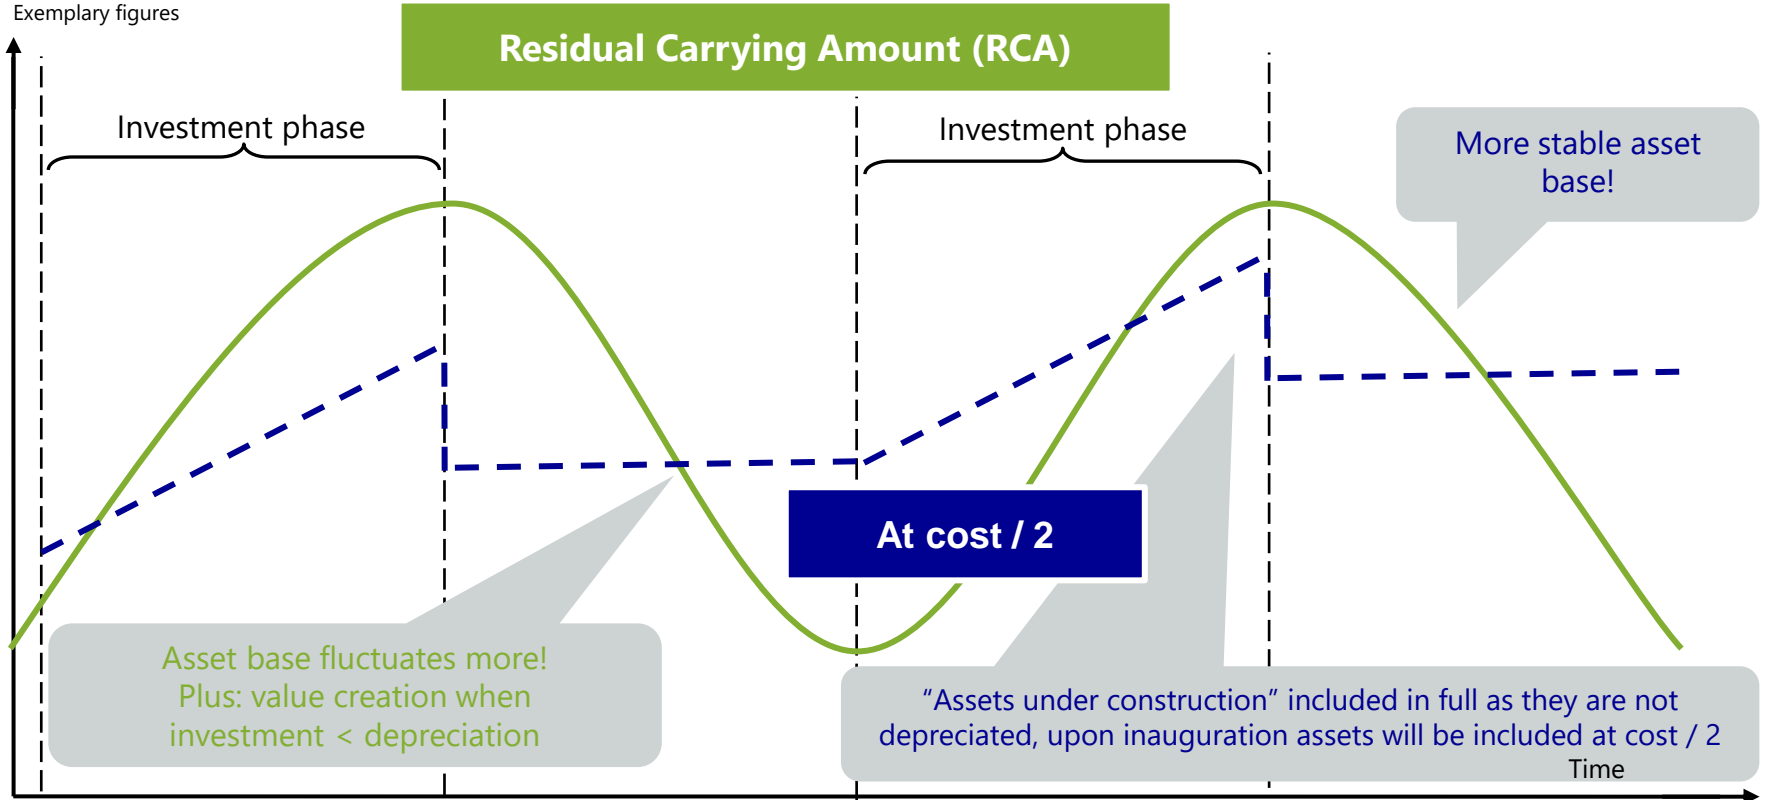 Exemplary figures
Residual Carrying Amount (RCA)
Investment phase
Investment phase
More stable asset
base!
At cost / 2
Asset base fluctuates more!
Plus: value creation when
investment < depreciation
“Assets under construction” included in full as they are not
depreciated, upon inauguration assets will be included at cost / 2
Time